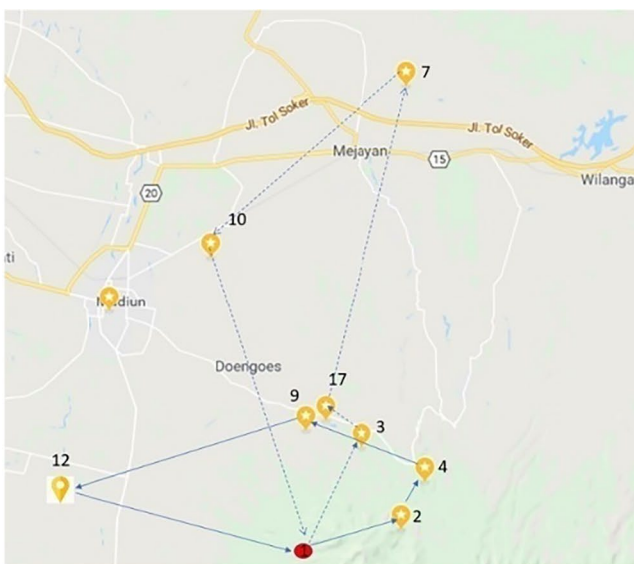 7
Jl. Tol Soker
Jl. Tol Soker
Mejayan
15
Wilanga
20
10
ti
Madiun
Doengoes
17
9
3
12
4
2
1